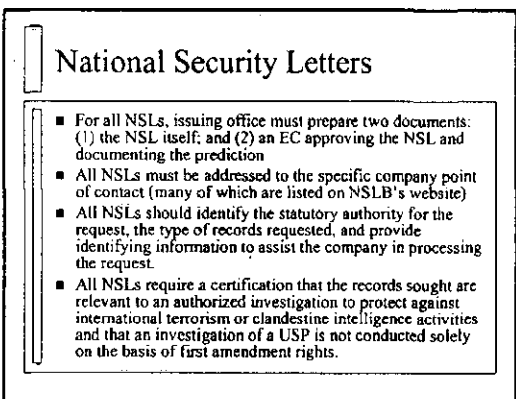 National Security Letters
■ For all NSLs, issuing office must prepare two documents:
(1) the NSL itself; and (2) an EC approving the NSL and
documenting the prediction
■ All NSLs must be addressed to the specific company point
of contact (many of which are listed on NSLB's website)
■ All NSLs should identify the statutory authority for the
request, the type of records requested, and provide
identifying information to assist the company in processing
the request.
■ All NSLs require a certification that the records sought are
relevant to an authorized investigation to protect against
international terrorism or clandestine intelligence activities
and that an investigation of a USP is not conducted solely
on the basis of first amendment rights.